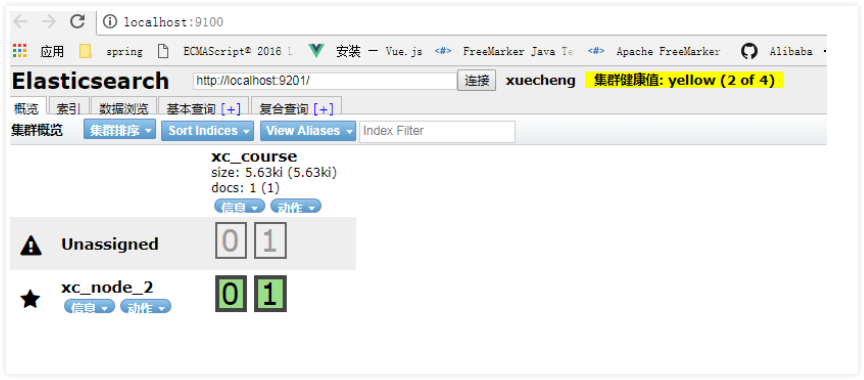 localhost:9100
应用 spring ECMAScript® 2016 L 安装 — Vue.js <#> FreeMarker Java Te <#> Apache FreeMarker Alibaba
Elasticsearch http://localhost:9201/ 连接 xuecheng 集群健康值: yellow (2 of 4)
概览 索引 数据浏览 基本查询 [+] 复合查询 [+]
集群概览 集群排序 Sort Indices View Aliases Index Filter
xc_course
size: 5.63ki (5.63ki)
docs: 1 (1)
信息 动作
Unassigned 0 1
xc_node_2 0 1
信息 动作